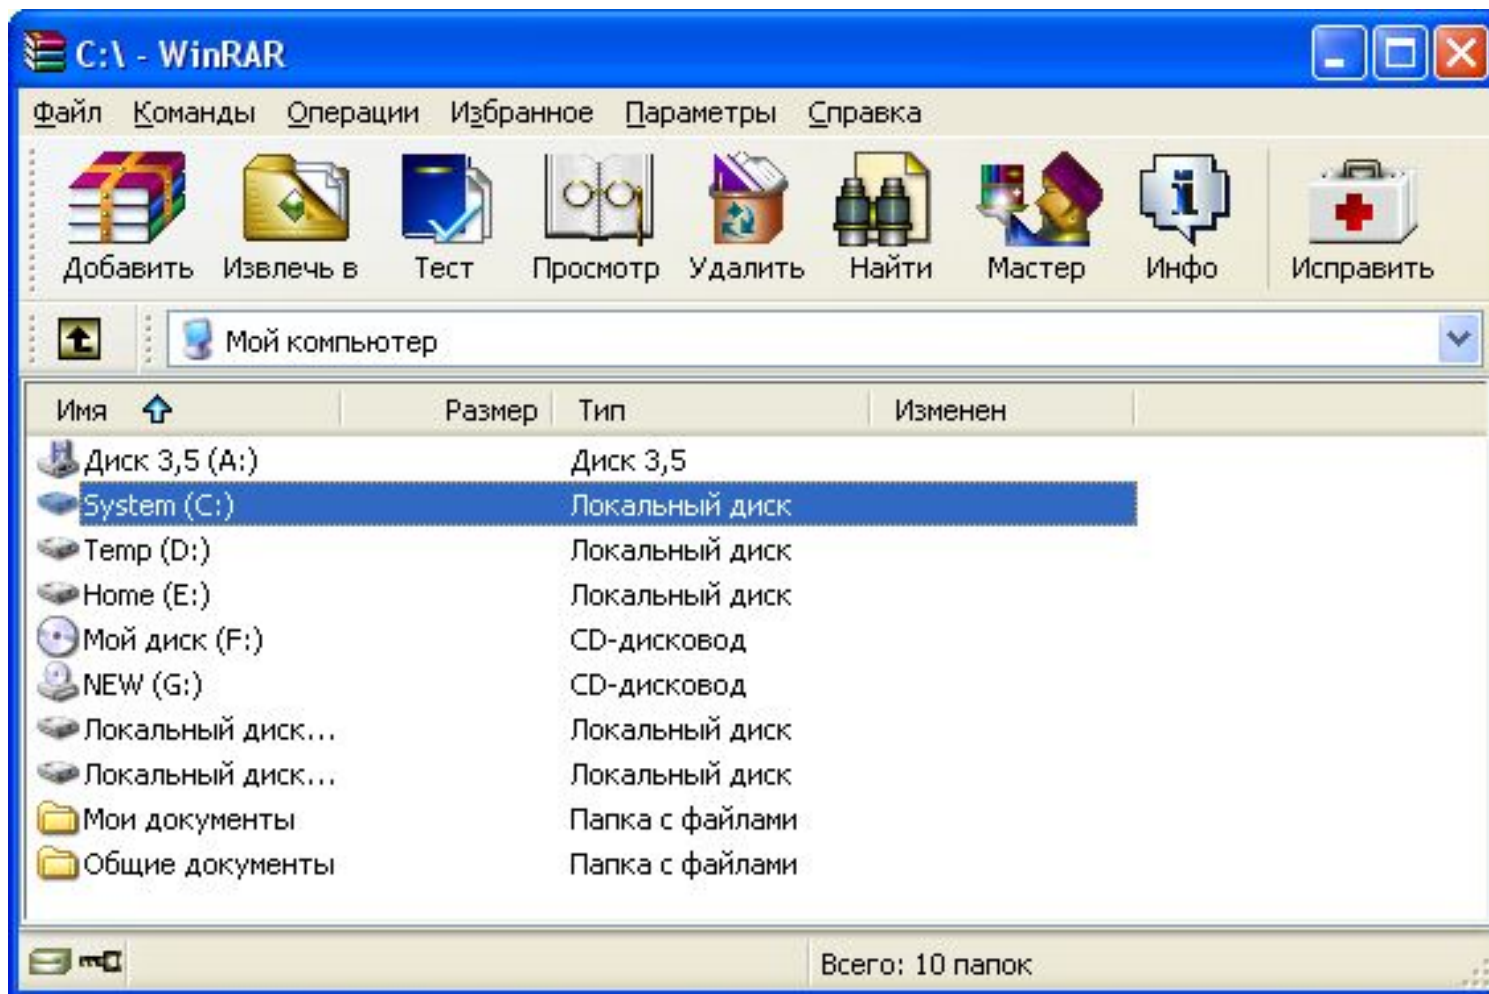 C:\ - WinRAR
Файл Команды Операции Избранное Параметры Справка
Добавить Извлечь в Тест Просмотр Удалить Найти Мастер Инфо Исправить
Мой компьютер
Имя Размер Тип Изменен
Диск 3,5 (A:) Диск 3,5
System (C:) Локальный диск
Temp (D:) Локальный диск
Home (E:) Локальный диск
Мой диск (F:) CD-дисковод
NEW (G:) CD-дисковод
Локальный диск... Локальный диск
Локальный диск... Локальный диск
Мои документы Папка с файлами
Общие документы Папка с файлами
Всего: 10 папок